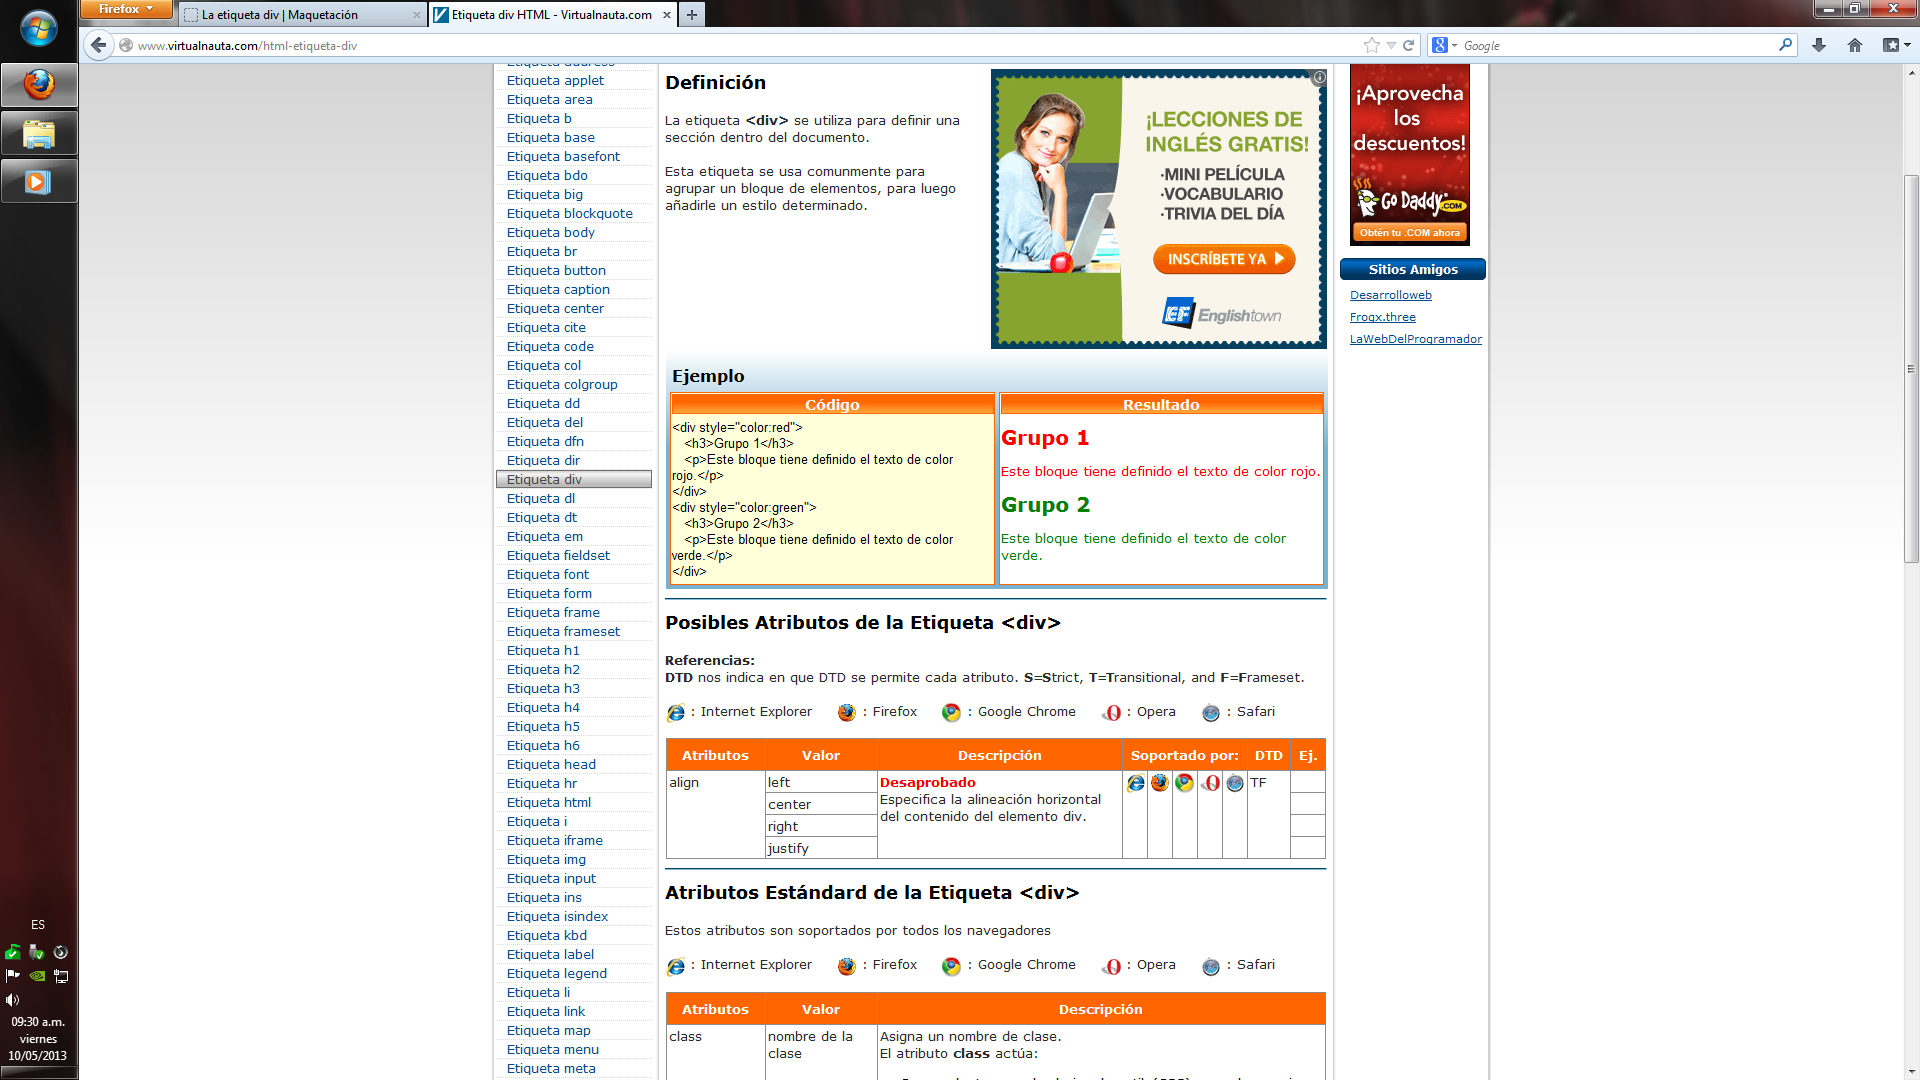 Firefox
La etiqueta div | Maquetación
Etiqueta div HTML - Virtualnauta.com
www.virtualnauta.com/html-etiqueta-div
Google
Etiqueta address
Etiqueta applet
Etiqueta area
Etiqueta b
Etiqueta base
Etiqueta basefont
Etiqueta bdo
Etiqueta big
Etiqueta blockquote
Etiqueta body
Etiqueta br
Etiqueta button
Etiqueta caption
Etiqueta center
Etiqueta cite
Etiqueta code
Etiqueta col
Etiqueta colgroup
Etiqueta dd
Etiqueta del
Etiqueta dfn
Etiqueta dir
Etiqueta div
Etiqueta dl
Etiqueta dt
Etiqueta em
Etiqueta fieldset
Etiqueta font
Etiqueta form
Etiqueta frame
Etiqueta frameset
Etiqueta h1
Etiqueta h2
Etiqueta h3
Etiqueta h4
Etiqueta h5
Etiqueta h6
Etiqueta head
Etiqueta hr
Etiqueta html
Etiqueta i
Etiqueta iframe
Etiqueta img
Etiqueta input
Etiqueta ins
Etiqueta isindex
Etiqueta kbd
Etiqueta label
Etiqueta legend
Etiqueta li
Etiqueta link
Etiqueta map
Etiqueta menu
Etiqueta meta
Definición
La etiqueta <div> se utiliza para definir una
sección dentro del documento.
Esta etiqueta se usa comunmente para
agrupar un bloque de elementos, para luego
añadirle un estilo determinado.
¡LECCIONES DE
INGLÉS GRATIS!
·MINI PELÍCULA
·VOCABULARIO
·TRIVIA DEL DÍA
INSCRÍBETE YA
EF Englishtown
Ejemplo
Código
<div style="color:red">
<h3>Grupo 1</h3>
<p>Este bloque tiene definido el texto de color
rojo.</p>
</div>
<div style="color:green">
<h3>Grupo 2</h3>
<p>Este bloque tiene definido el texto de color
verde.</p>
</div>
Resultado
Grupo 1
Este bloque tiene definido el texto de color rojo.
Grupo 2
Este bloque tiene definido el texto de color
verde.
Posibles Atributos de la Etiqueta <div>
Referencias:
DTD nos indica en que DTD se permite cada atributo. S=Strict, T=Transitional, and F=Frameset.
: Internet Explorer : Firefox : Google Chrome : Opera : Safari
Atributos Valor Descripción Soportado por: DTD Ej.
align left Desaprobado TF
center Especifica la alineación horizontal
right del contenido del elemento div.
justify
Atributos Estándard de la Etiqueta <div>
Estos atributos son soportados por todos los navegadores
: Internet Explorer : Firefox : Google Chrome : Opera : Safari
Atributos Valor Descripción
class nombre de la Asigna un nombre de clase.
clase El atributo class actúa:
¡Aprovecha
los
descuentos!
Go Daddy.COM
Obtén tu .COM ahora
Sitios Amigos
Desarrolloweb
Frogx.three
LaWebDelProgramador
ES
09:30 a.m.
viernes
10/05/2013